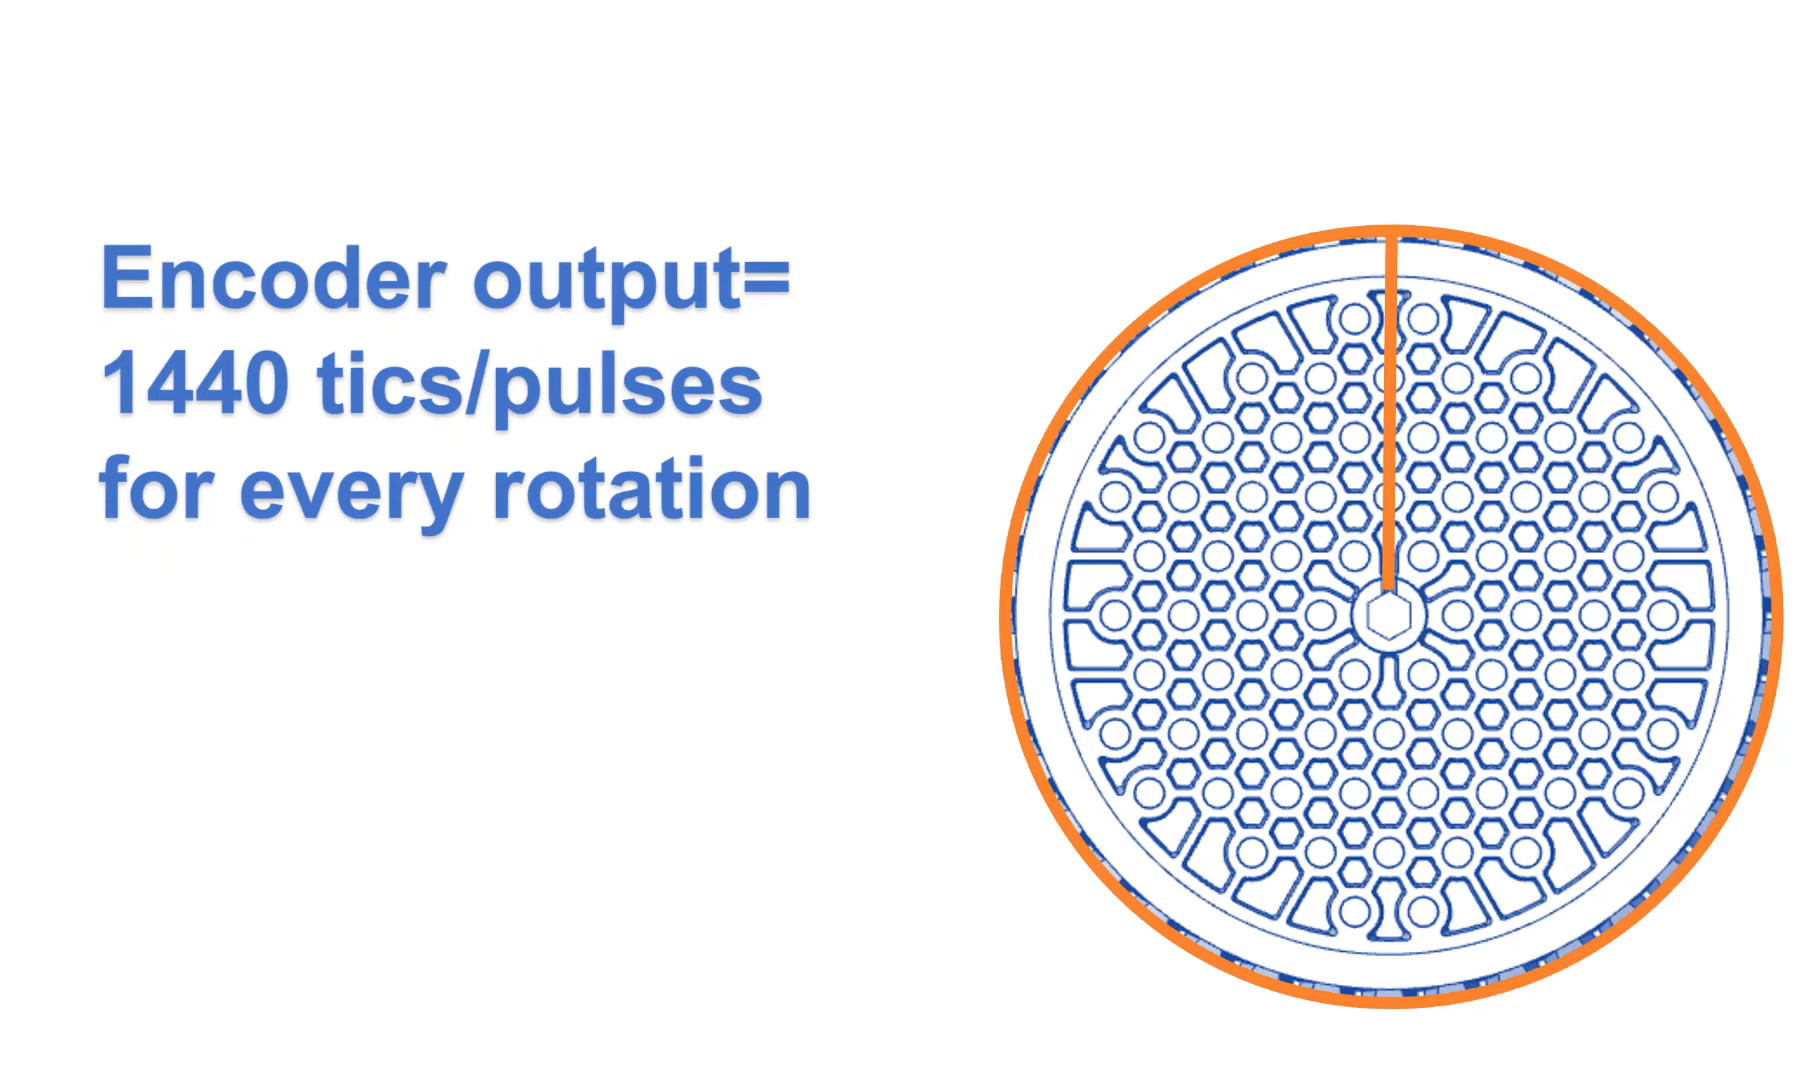 Encoder output=
1440 tics/pulses
for every rotation